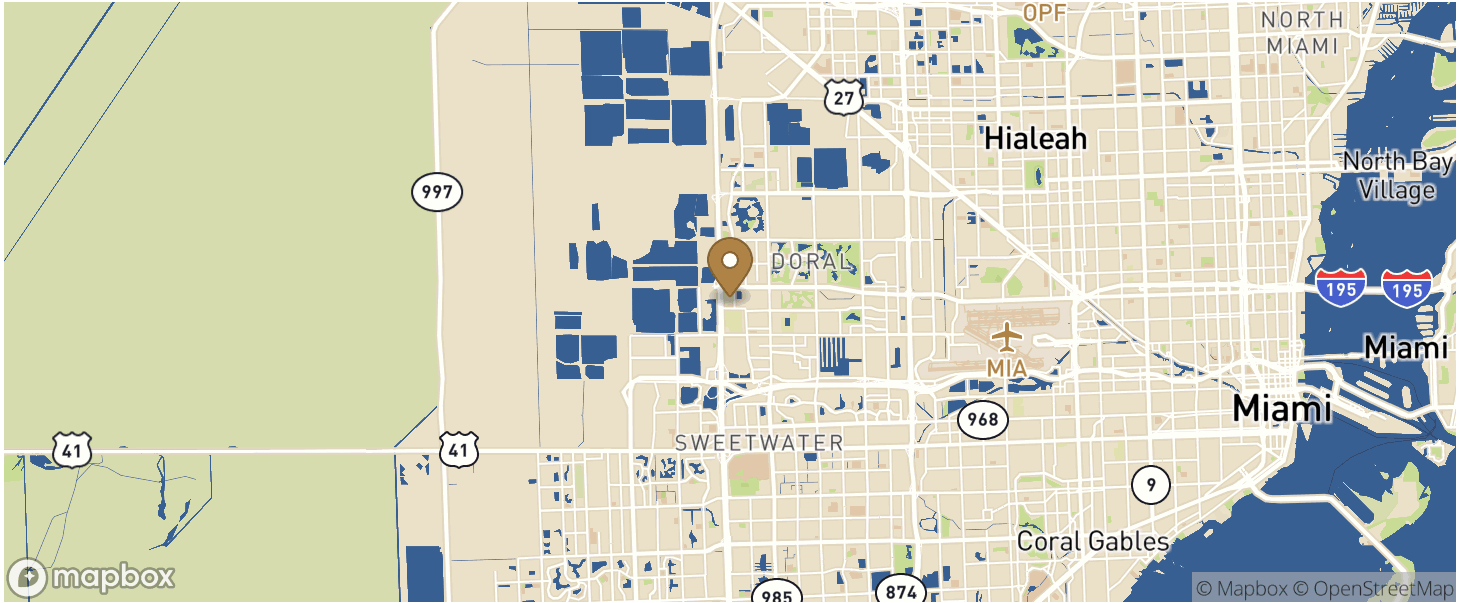 OPF
NORTH
MIAMI
27
Hialeah
North Bay
Village
997
DORAL
195
195
MIA
Miami
Miami
968
41
41
SWEETWATER
9
Coral Gables
mapbox
985
874
© Mapbox © OpenStreetMap